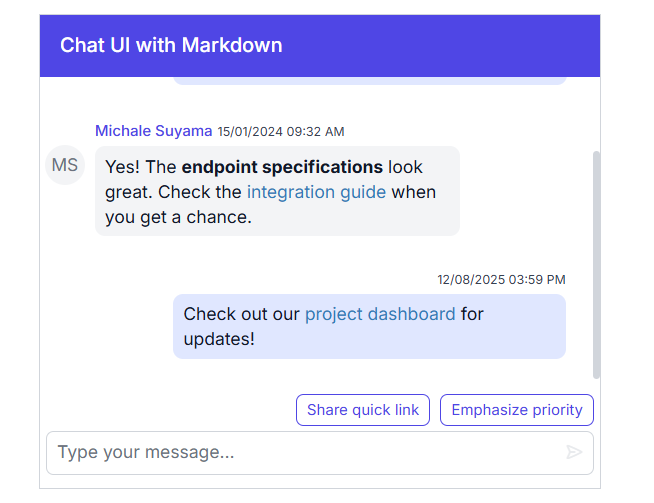 Chat UI with Markdown
Michale Suyama 15/01/2024 09:32 AM
MS
Yes! The endpoint specifications look
great. Check the integration guide when
you get a chance.
12/08/2025 03:59 PM
Check out our project dashboard for
updates!
Share quick link
Emphasize priority
Type your message...